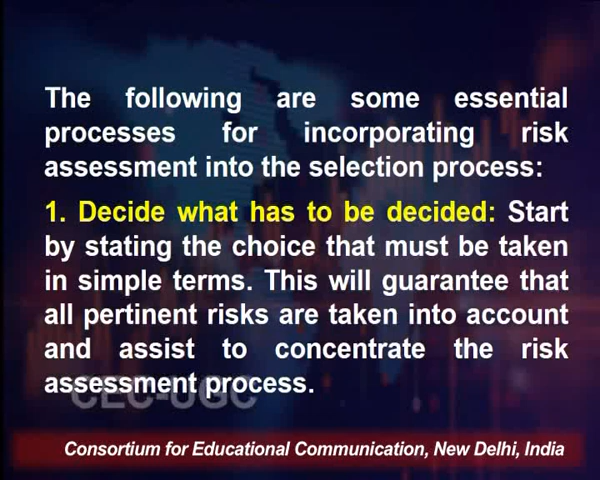 The following are some essential
processes for incorporating risk
assessment into the selection process:
1. Decide what has to be decided: Start
by stating the choice that must be taken
in simple terms. This will guarantee that
all pertinent risks are taken into account
and assist to concentrate the risk
assessment process.
CEC-UGC
Consortium for Educational Communication, New Delhi, India